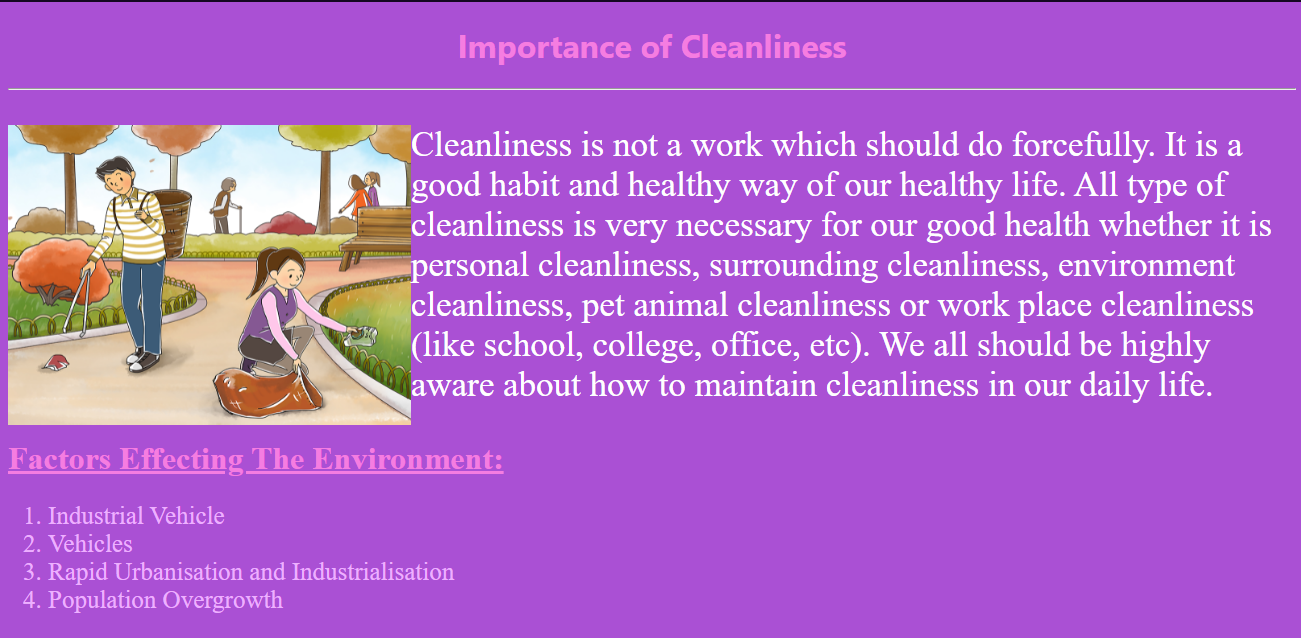 Importance of Cleanliness
Cleanliness is not a work which should do forcefully. It is a
good habit and healthy way of our healthy life. All type of
cleanliness is very necessary for our good health whether it is
personal cleanliness, surrounding cleanliness, environment
cleanliness, pet animal cleanliness or work place cleanliness
(like school, college, office, etc). We all should be highly
aware about how to maintain cleanliness in our daily life.
Factors Effecting The Environment:
1. Industrial Vehicle
2. Vehicles
3. Rapid Urbanisation and Industrialisation
4. Population Overgrowth